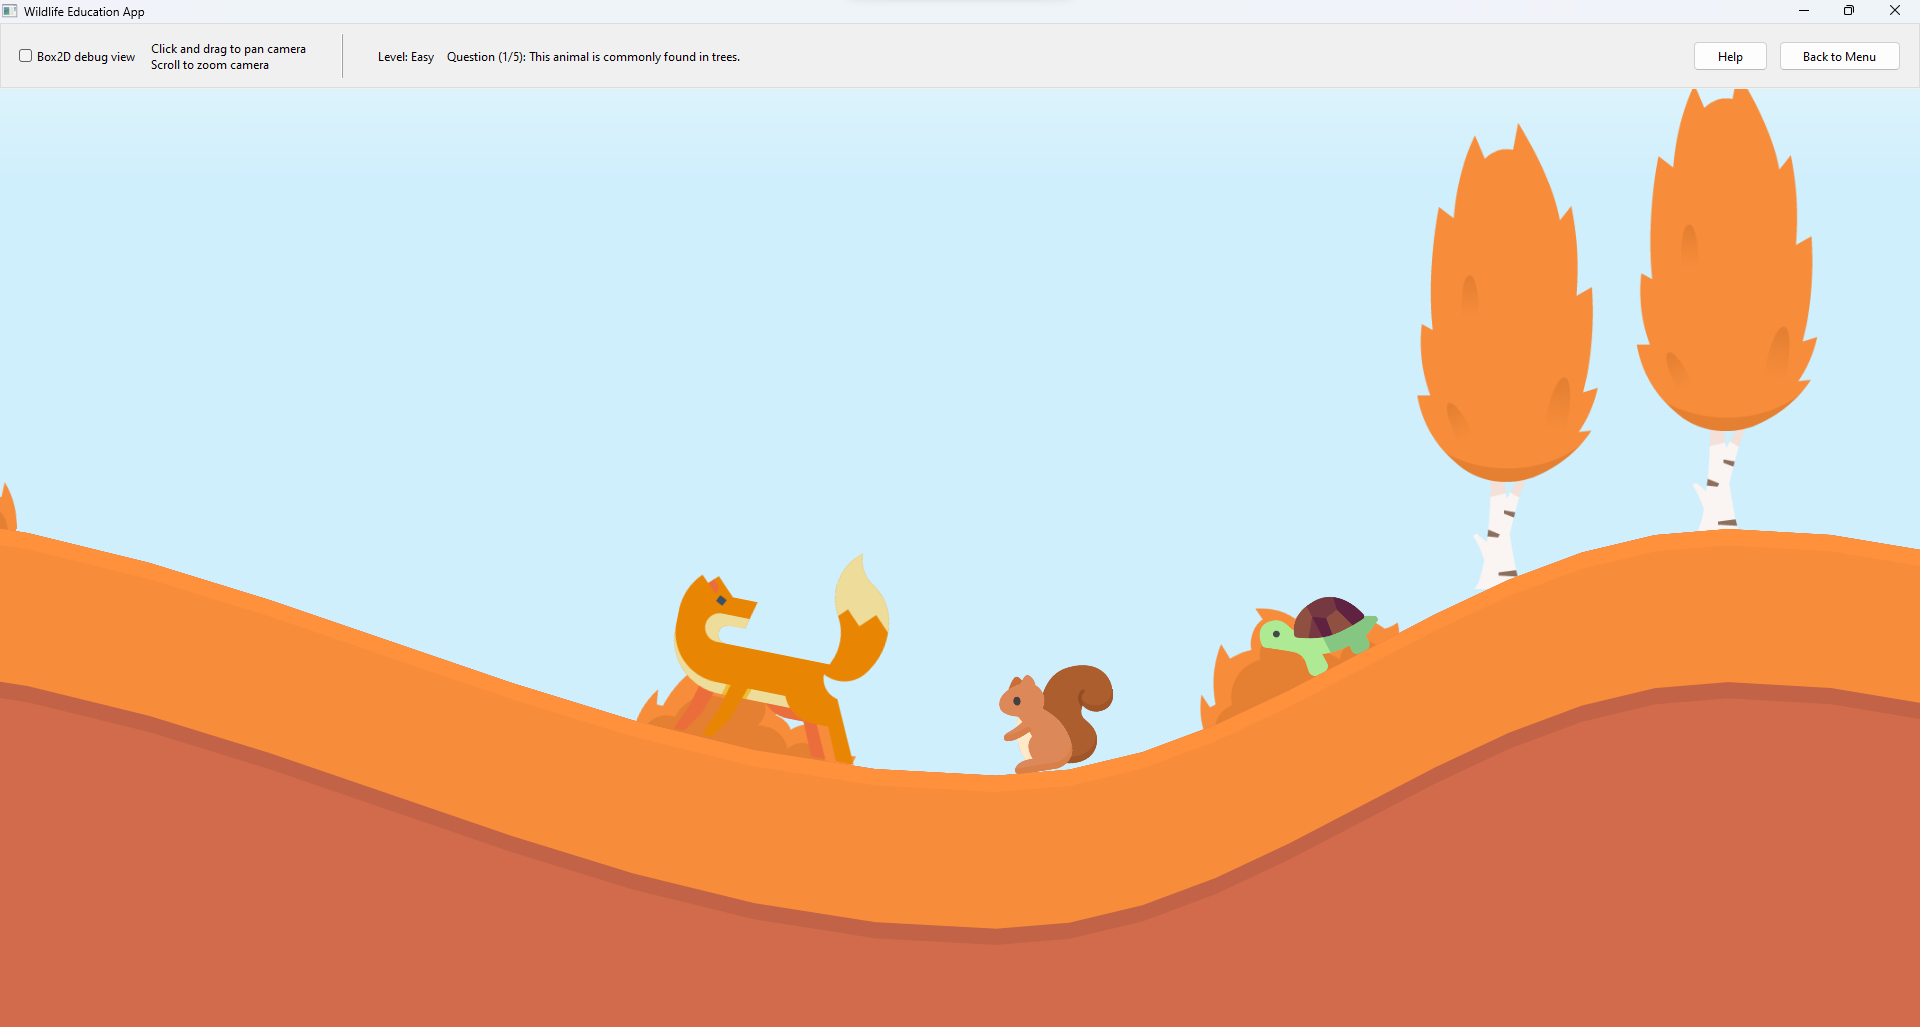 Wildlife Education App
Box2D debug view
Click and drag to pan camera
Scroll to zoom camera
Level: Easy
Question (1/5): This animal is commonly found in trees.
Help
Back to Menu